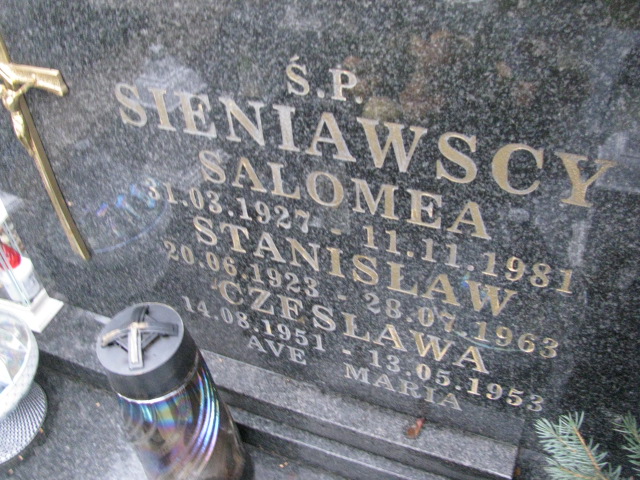 Ś.P.
SIENIAWSCY
SALOMEA
31.03.1927 - 11.11.1981
STANISŁAW
20.06.1923 - 28.07.1963
CZESŁAWA
14.08.1951 - 13.05.1953
AVE MARIA